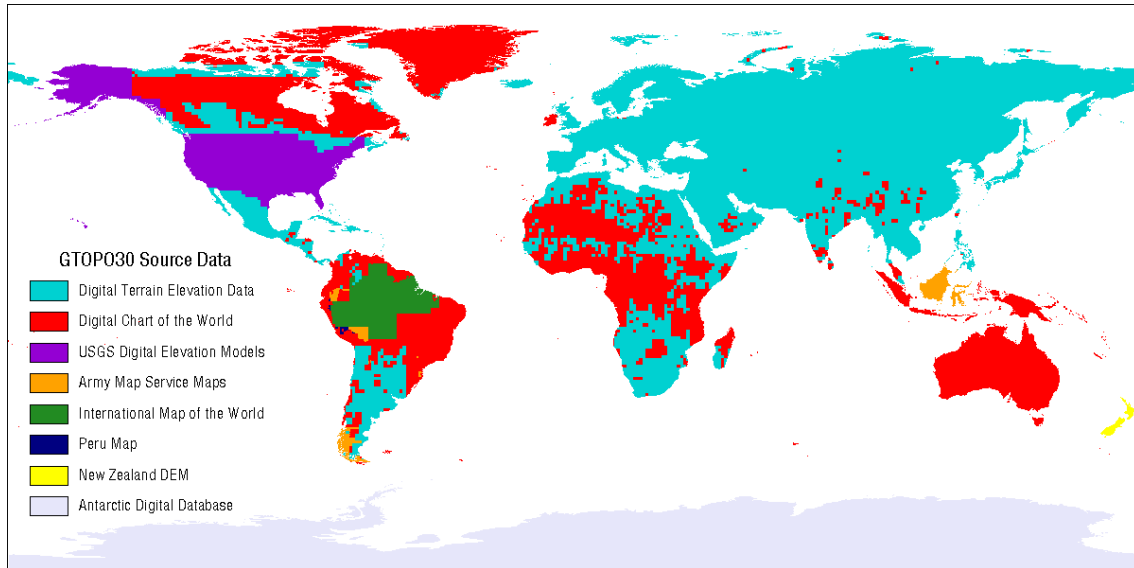 GTOPO30 Source Data
Digital Terrain Elevation Data
Digital Chart of the World
USGS Digital Elevation Models
Army Map Service Maps
International Map of the World
Peru Map
New Zealand DEM
Antarctic Digital Database